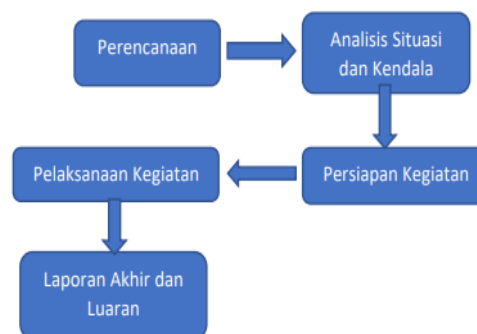 Perencanaan
Analisis Situasi
dan Kendala
Persiapan Kegiatan
Pelaksanaan Kegiatan
Laporan Akhir dan
Luaran